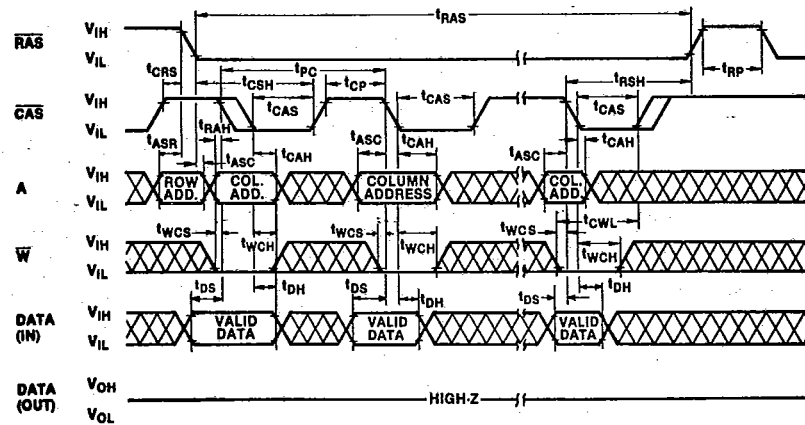 tRAS
RAS VIH
VIL
tCRS tCSH tPC tCP tRSH tRP
CAS VIH
VIL
tCAS tCAS tCAS
tASR tRAH tASC tCAH tASC tCAH tASC tCAH
A VIH
VIL
ROW ADD.
COL. ADD.
COLUMN ADDRESS
COL. ADD.
tWCS tWCS tWCS tCWL
W VIH
VIL
tWCH tWCH tWCH
tDS tDH tDS tDH tDS tDH
DATA (IN) VIH
VIL
VALID DATA
VALID DATA
VALID DATA
DATA (OUT) VOH
VOL
HIGH-Z